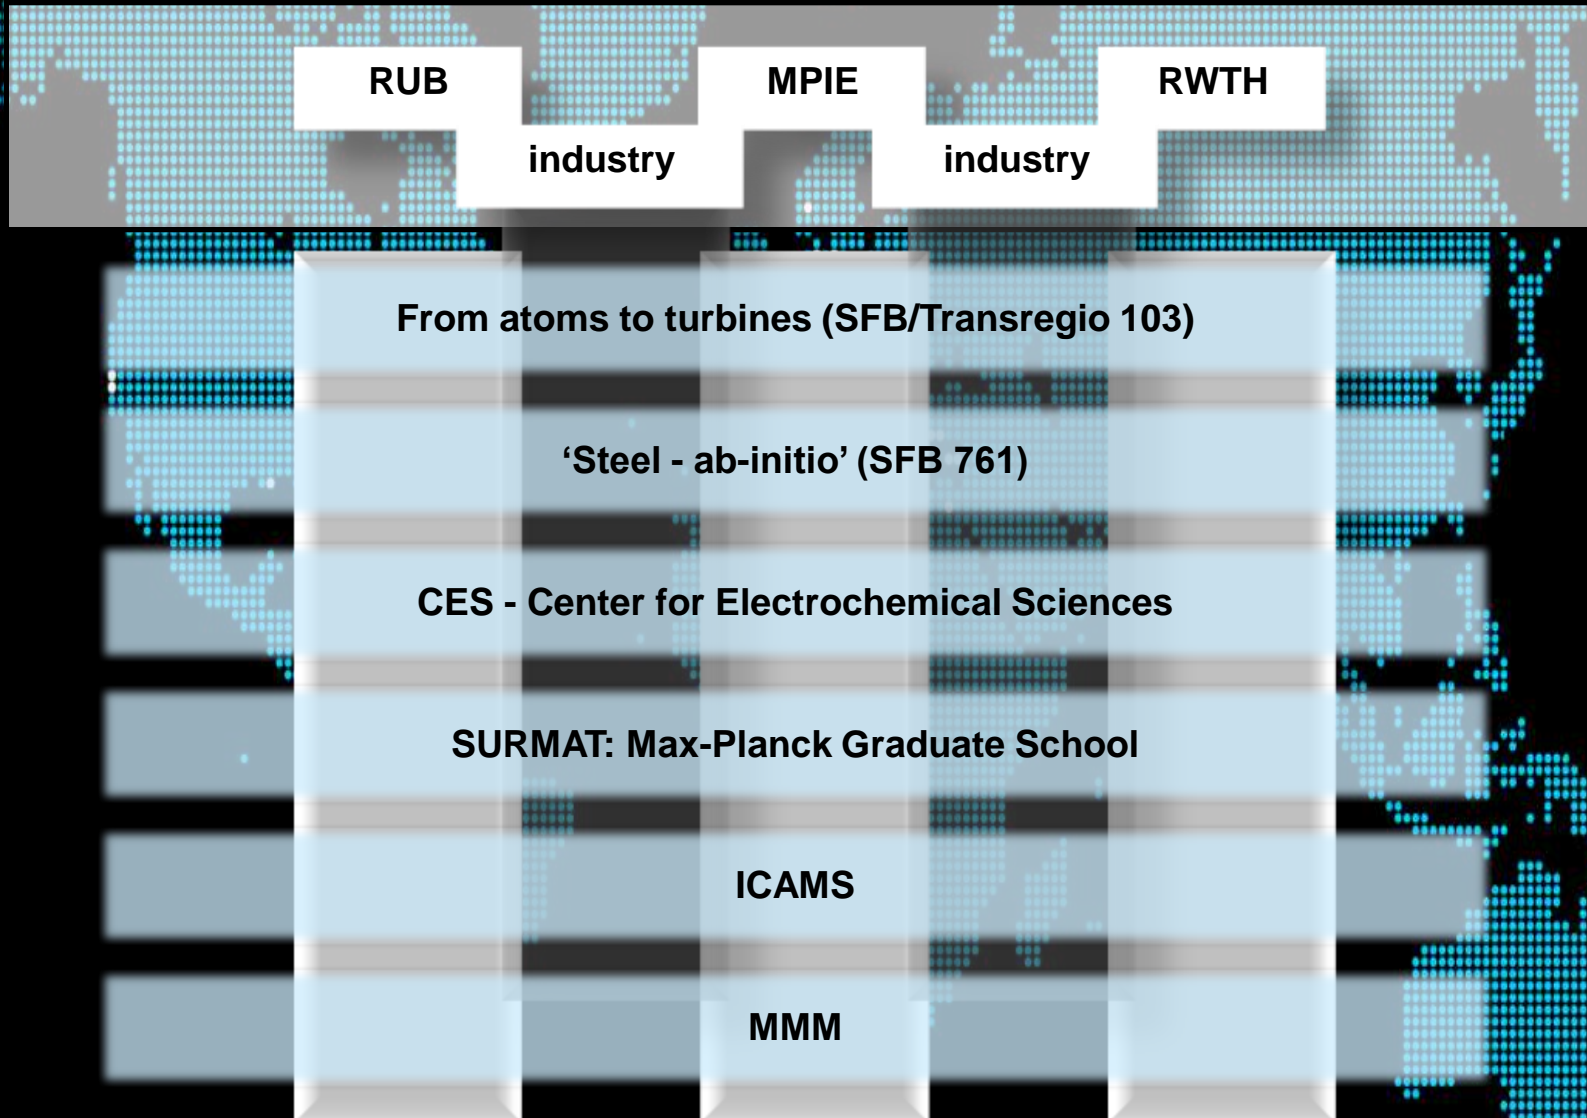 RUB MPIE RWTH
industry industry
From atoms to turbines (SFB/Transregio 103)
‘Steel - ab-initio’ (SFB 761)
CES - Center for Electrochemical Sciences
SURMAT: Max-Planck Graduate School
ICAMS
MMM